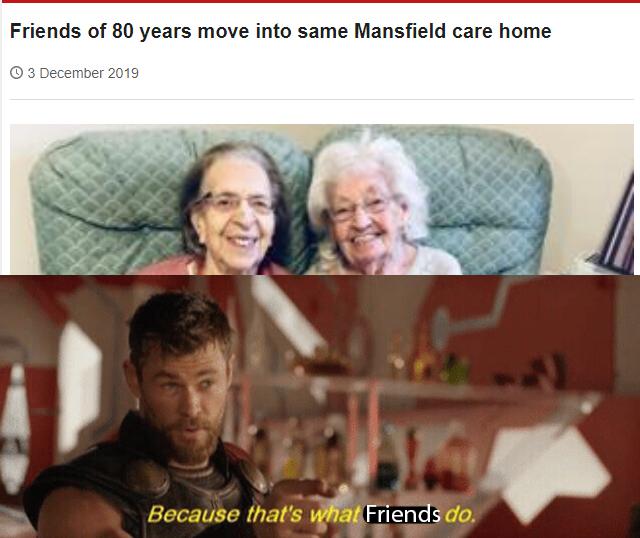 Friends of 80 years move into same Mansfield care home
3 December 2019
Because that's what Friends do.